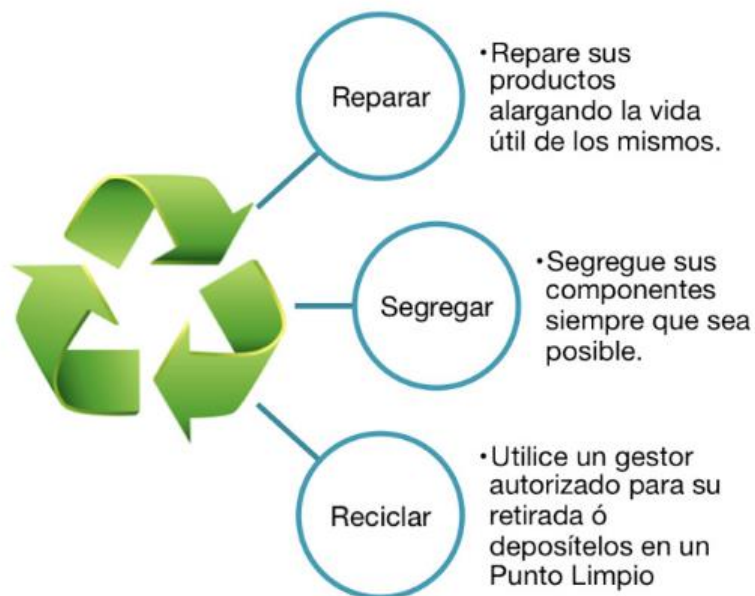 Reparar
•Repare sus
productos
alargando la vida
útil de los mismos.
Segregar
•Segregue sus
componentes
siempre que sea
posible.
Reciclar
•Utilice un gestor
autorizado para su
retirada ó
deposítelos en un
Punto Limpio